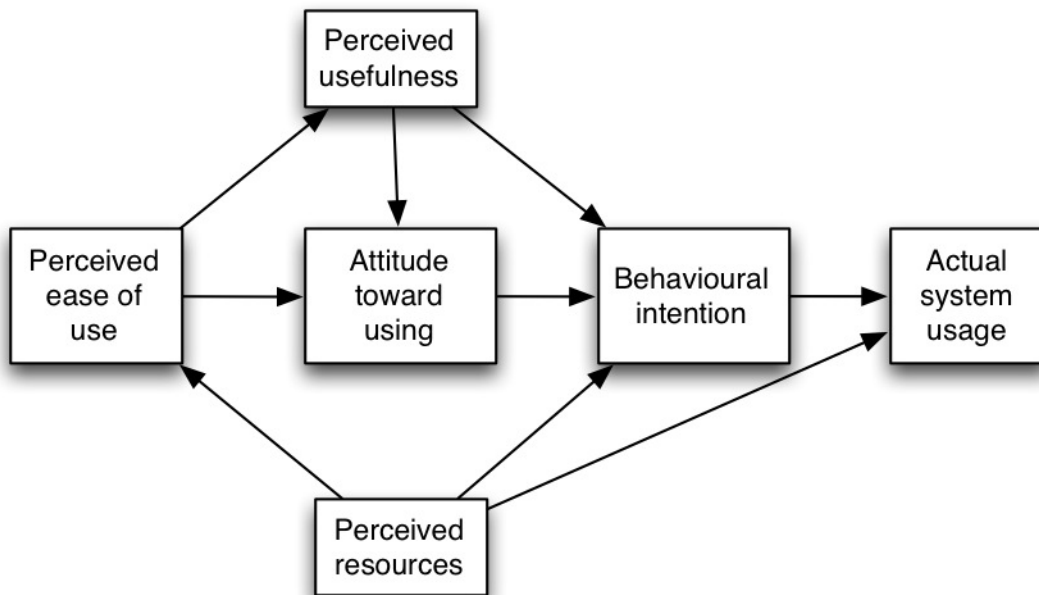 Perceived
usefulness
Perceived
ease of
use
Attitude
toward
using
Behavioural
intention
Actual
system
usage
Perceived
resources